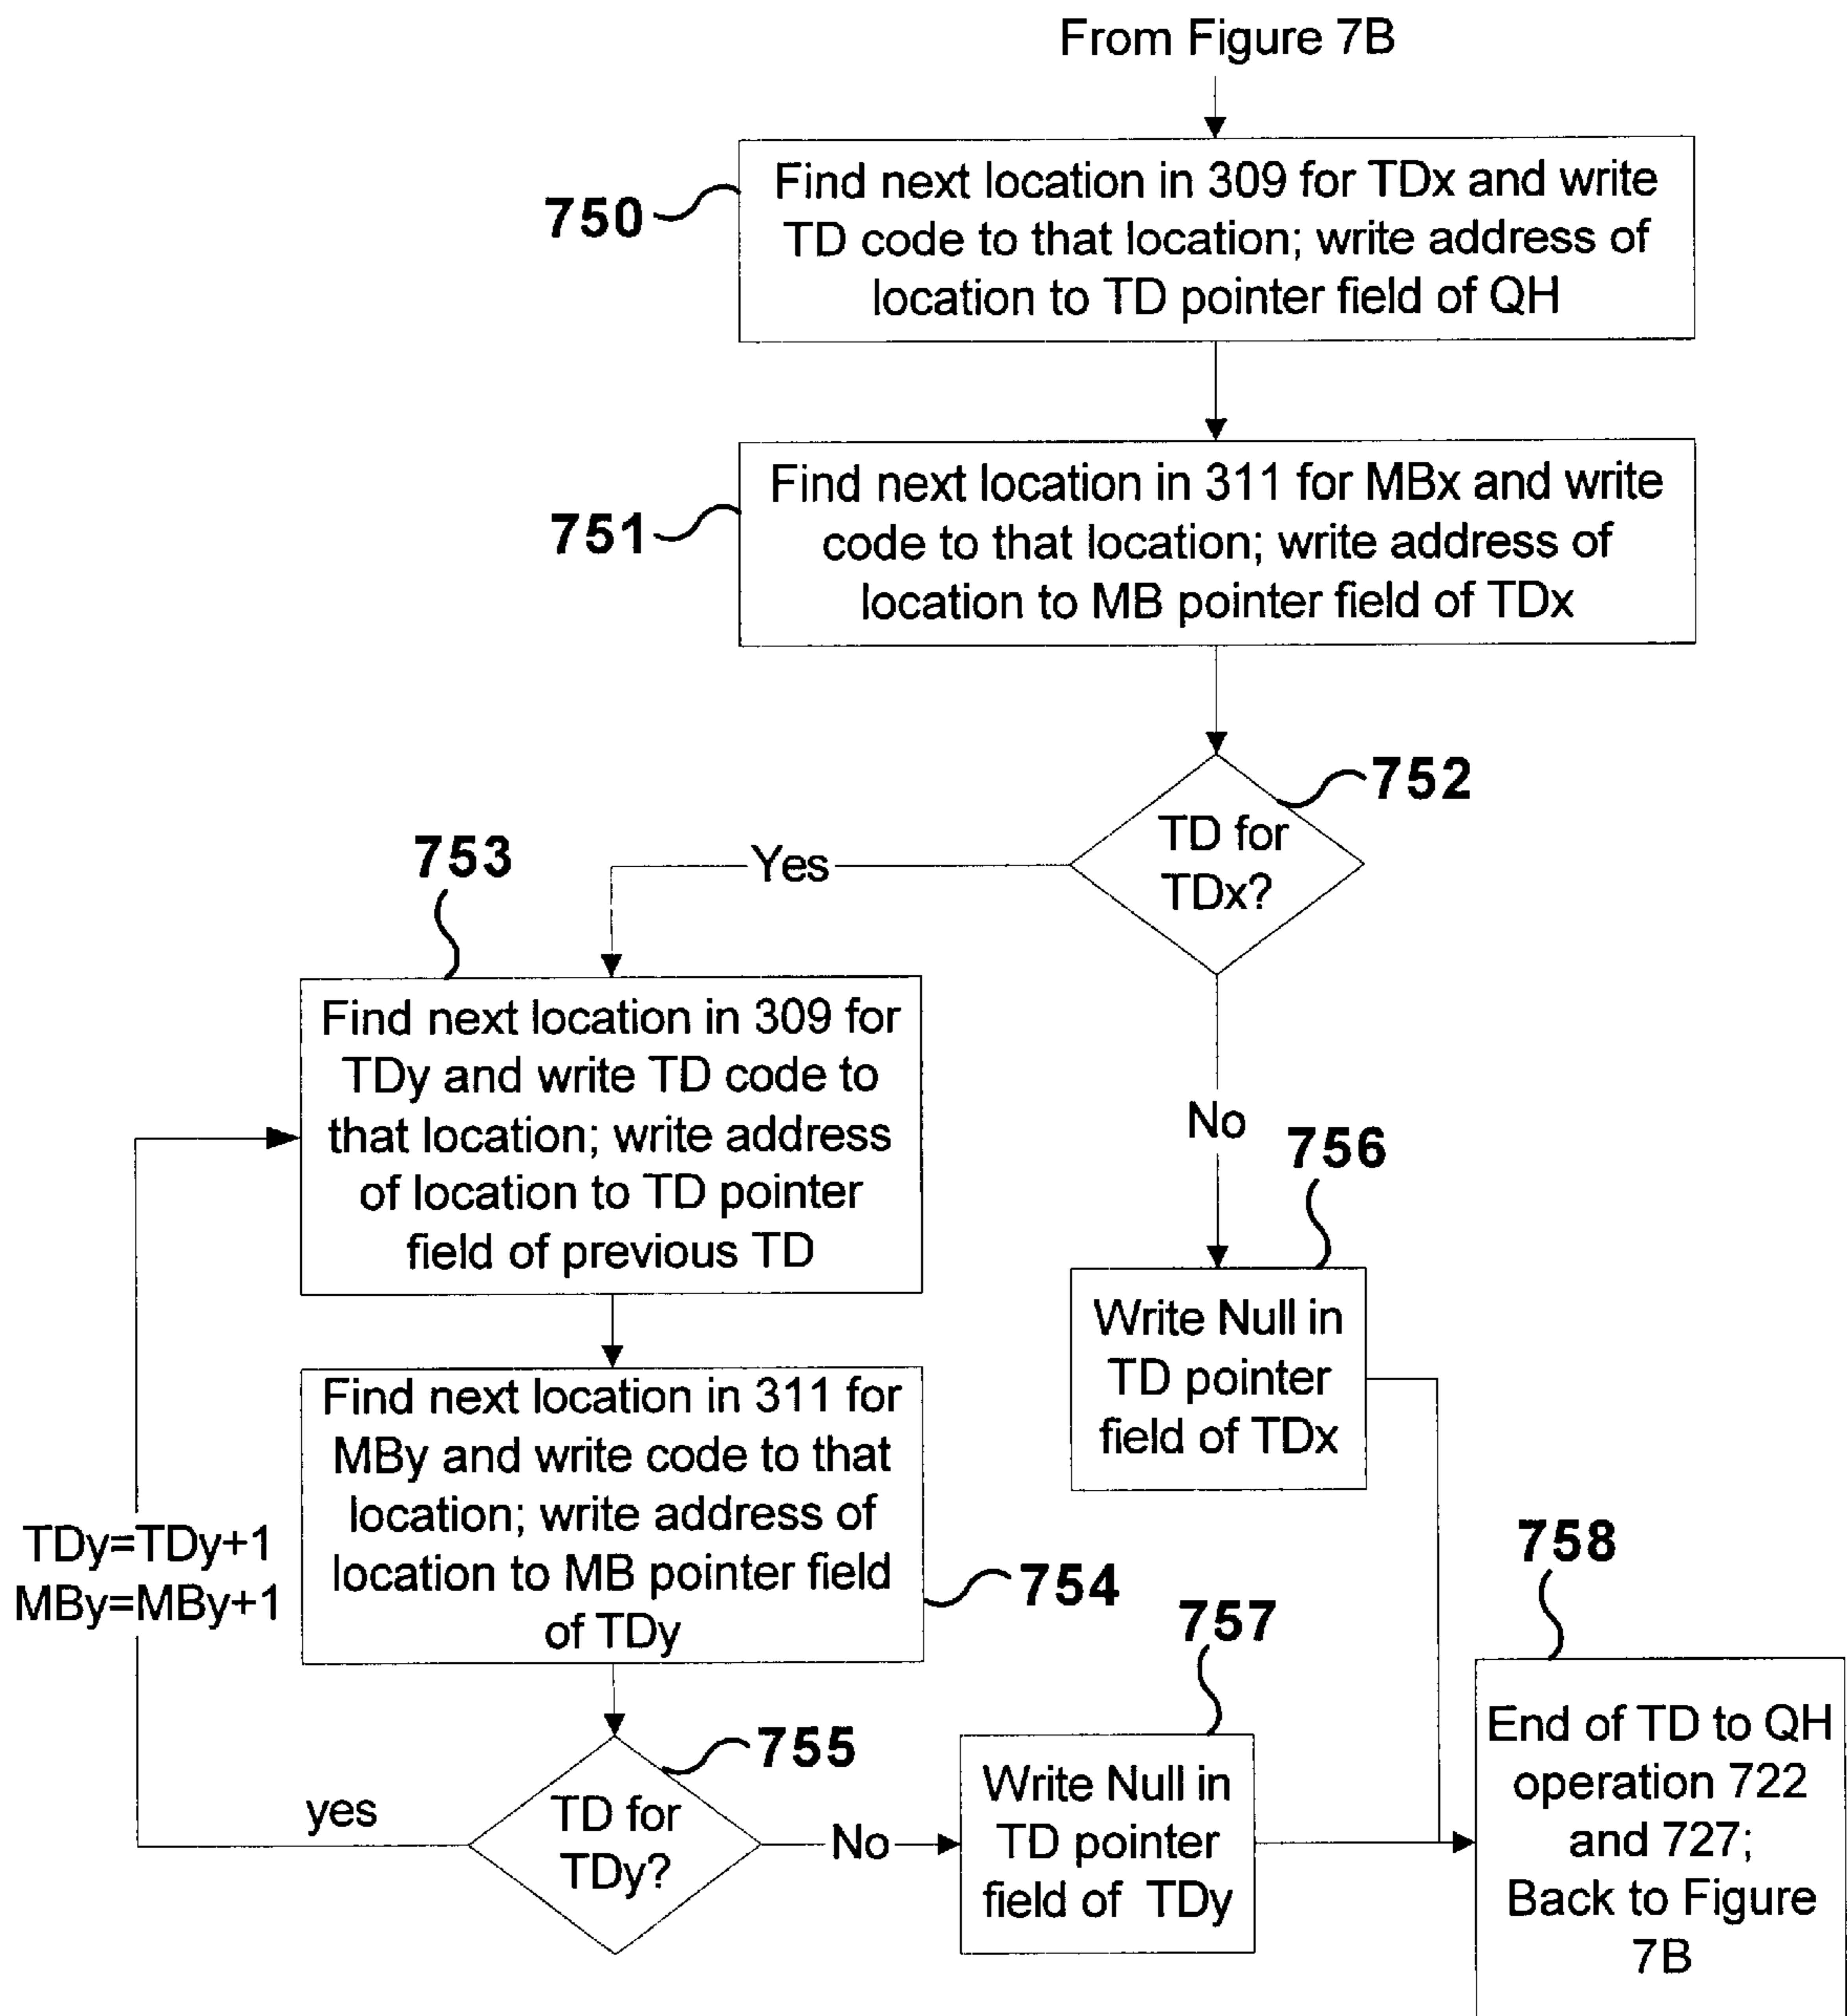 From Figure 7B
750
Find next location in 309 for TDx and write
TD code to that location; write address of
location to TD pointer field of QH
751
Find next location in 311 for MBx and write
code to that location; write address of
location to MB pointer field of TDx
752
TD for
TDx?
Yes
753
Find next location in 309 for
TDy and write TD code to
that location; write address
of location to TD pointer
field of previous TD
No
756
Write Null in
TD pointer
field of TDx
Find next location in 311 for
MBy and write code to that
location; write address of
location to MB pointer field
of TDy
754
TDy=TDy+1
MBy=MBy+1
yes
755
TD for
TDy?
No
757
Write Null in
TD pointer
field of TDy
758
End of TD to QH
operation 722
and 727;
Back to Figure
7B